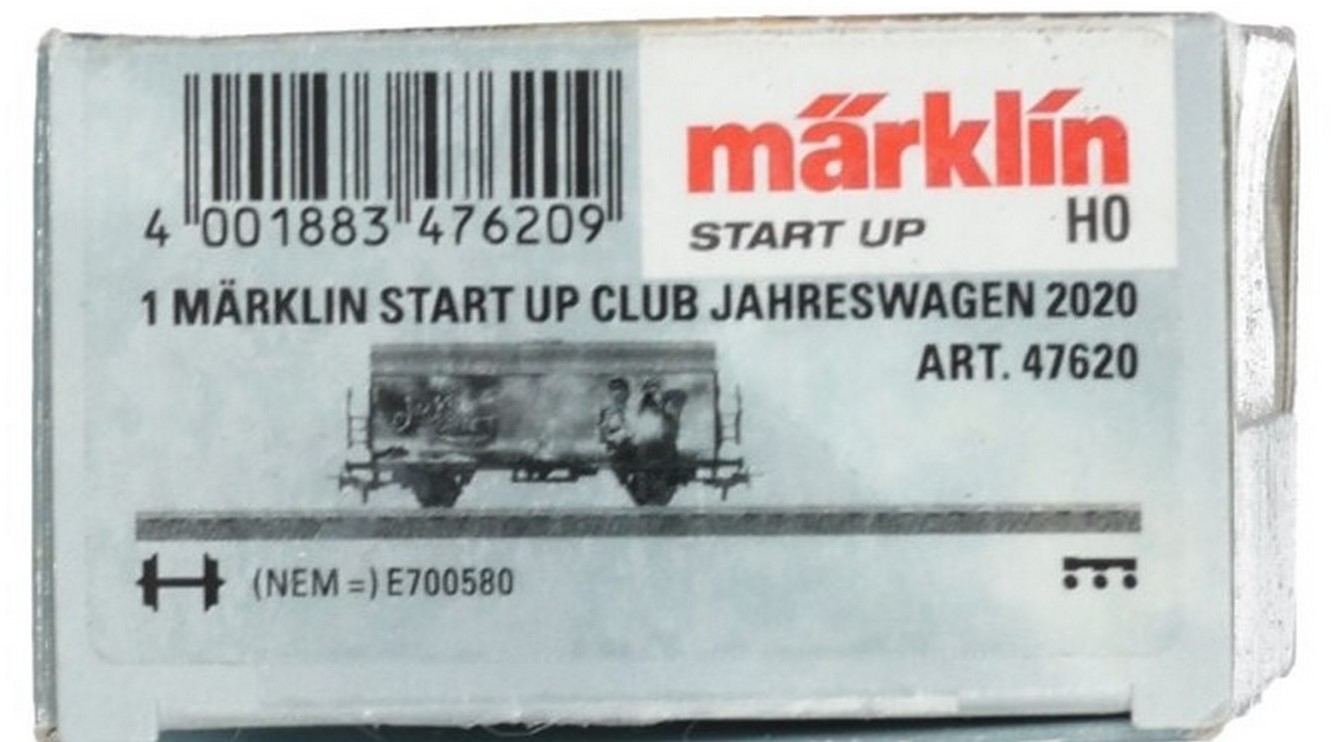 märklin
START UP H0
4 001883 476209
1 MÄRKLIN START UP CLUB JAHRESWAGEN 2020
ART. 47620
(NEM =) E700580